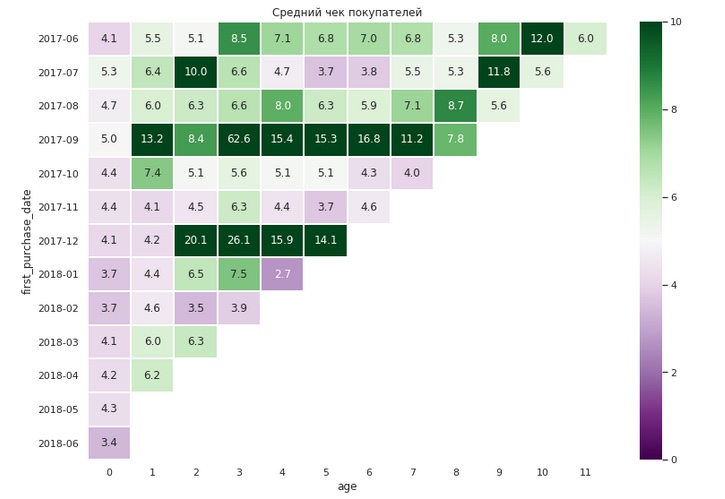 Средний чек покупателей
2017-06 4.1 5.5 5.1 8.5 7.1 6.8 7.0 6.8 5.3 8.0 12.0 6.0
2017-07 5.3 6.4 10.0 6.6 4.7 3.7 3.8 5.5 5.3 11.8 5.6
2017-08 4.7 6.0 6.3 6.6 8.0 6.3 5.9 7.1 8.7 5.6
2017-09 5.0 13.2 8.4 62.6 15.4 15.3 16.8 11.2 7.8
2017-10 4.4 7.4 5.1 5.6 5.1 5.1 4.3 4.0
2017-11 4.4 4.1 4.5 6.3 4.4 3.7 4.6
2017-12 4.1 4.2 20.1 26.1 15.9 14.1
2018-01 3.7 4.4 6.5 7.5 2.7
2018-02 3.7 4.6 3.5 3.9
2018-03 4.1 6.0 6.3
2018-04 4.2 6.2
2018-05 4.3
2018-06 3.4
0 1 2 3 4 5 6 7 8 9 10 11
age
first_purchase_date
10
8
6
4
2
0